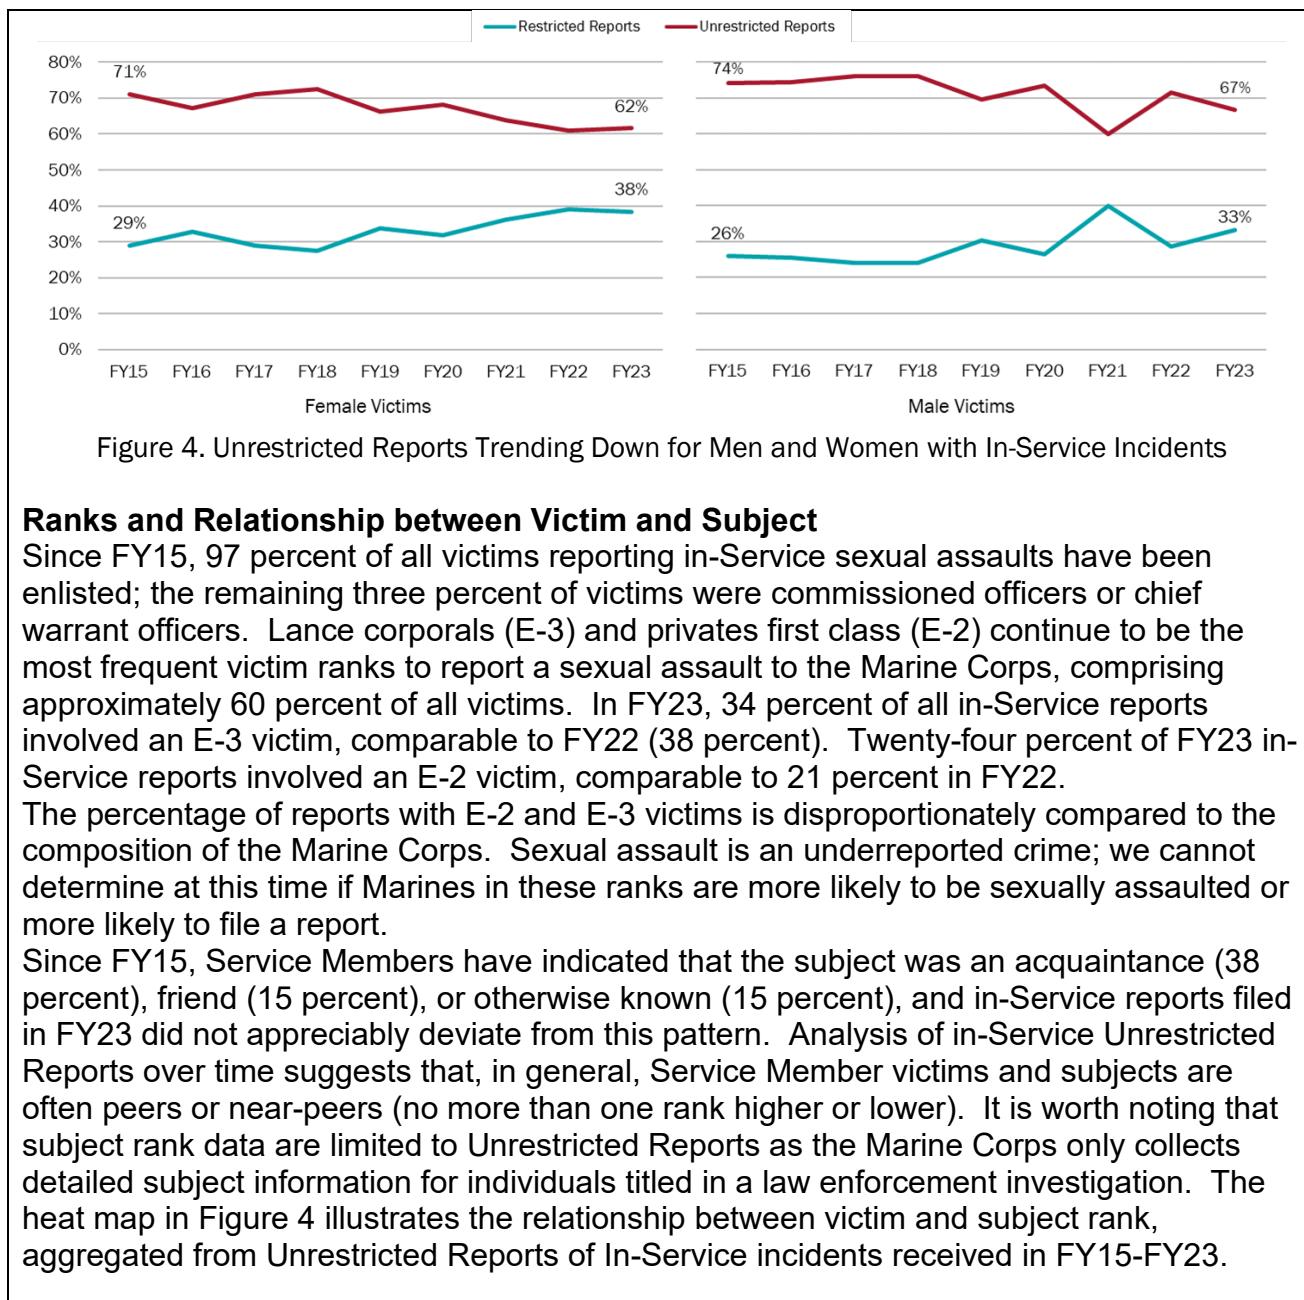 Restricted Reports Unrestricted Reports
80%
70%
60%
50%
40%
30%
20%
10%
0%
71%
62%
38%
29%
FY15 FY16 FY17 FY18 FY19 FY20 FY21 FY22 FY23
Female Victims
74%
67%
33%
26%
FY15 FY16 FY17 FY18 FY19 FY20 FY21 FY22 FY23
Male Victims
Figure 4. Unrestricted Reports Trending Down for Men and Women with In-Service Incidents
Ranks and Relationship between Victim and Subject
Since FY15, 97 percent of all victims reporting in-Service sexual assaults have been
enlisted; the remaining three percent of victims were commissioned officers or chief
warrant officers.  Lance corporals (E-3) and privates first class (E-2) continue to be the
most frequent victim ranks to report a sexual assault to the Marine Corps, comprising
approximately 60 percent of all victims.  In FY23, 34 percent of all in-Service reports
involved an E-3 victim, comparable to FY22 (38 percent).  Twenty-four percent of FY23 in-
Service reports involved an E-2 victim, comparable to 21 percent in FY22.
The percentage of reports with E-2 and E-3 victims is disproportionately compared to the
composition of the Marine Corps.  Sexual assault is an underreported crime; we cannot
determine at this time if Marines in these ranks are more likely to be sexually assaulted or
more likely to file a report.
Since FY15, Service Members have indicated that the subject was an acquaintance (38
percent), friend (15 percent), or otherwise known (15 percent), and in-Service reports filed
in FY23 did not appreciably deviate from this pattern.  Analysis of in-Service Unrestricted
Reports over time suggests that, in general, Service Member victims and subjects are
often peers or near-peers (no more than one rank higher or lower).  It is worth noting that
subject rank data are limited to Unrestricted Reports as the Marine Corps only collects
detailed subject information for individuals titled in a law enforcement investigation.  The
heat map in Figure 4 illustrates the relationship between victim and subject rank,
aggregated from Unrestricted Reports of In-Service incidents received in FY15-FY23.